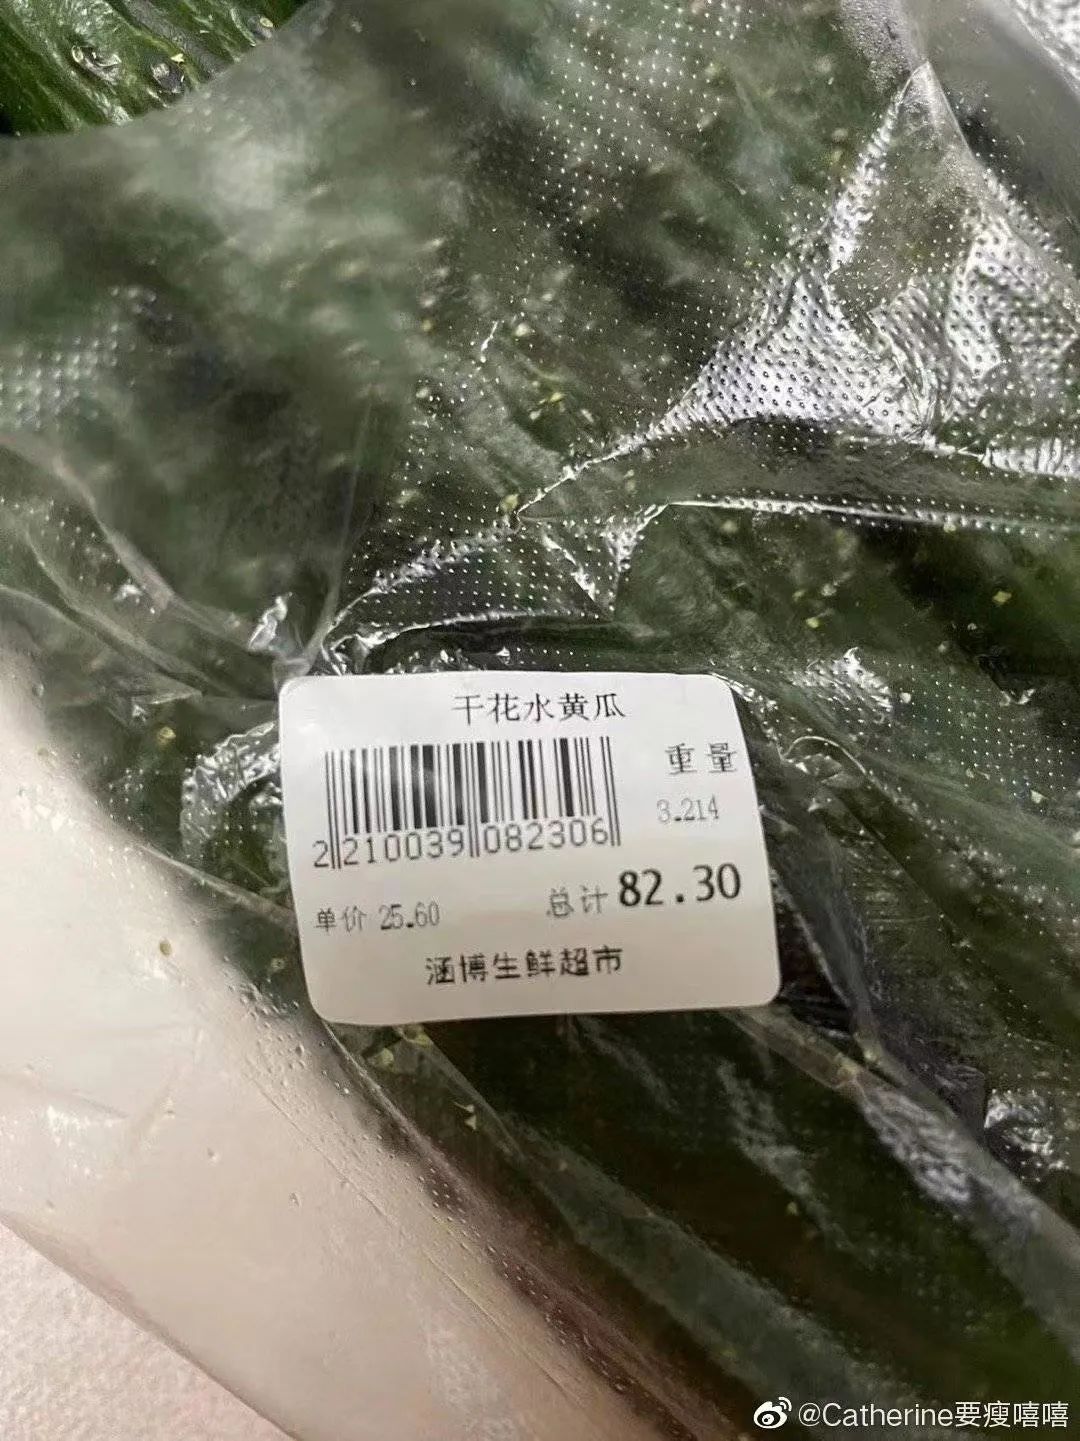 干花水黄瓜
重量
3.214
2 210039 082306
单价 25.60
总计 82.30
涵博生鲜超市
@Catherine要瘦嘻嘻